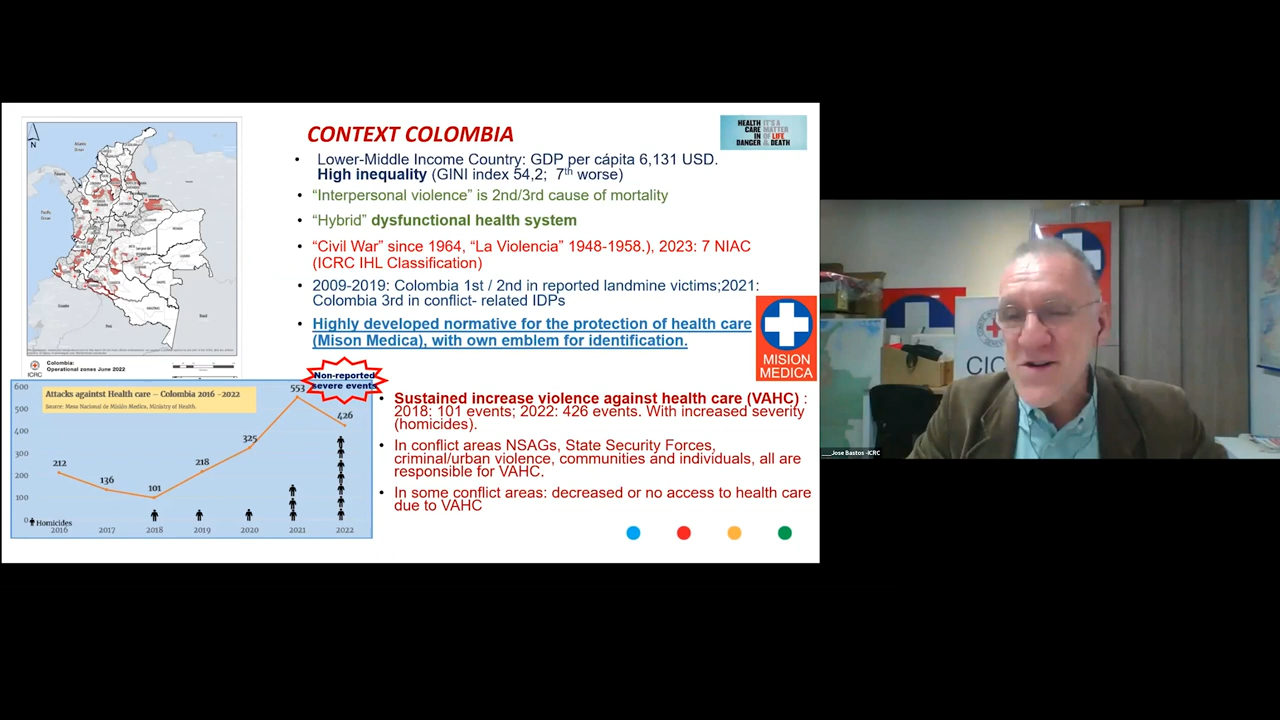 CONTEXT COLOMBIA
HEALTH IT'S A
CARE MATTER
IN OF LIFE
DANGER & DEATH
• Lower-Middle Income Country: GDP per cápita 6,131 USD.
High inequality (GINI index 54,2; 7th worse)
• “Interpersonal violence” is 2nd/3rd cause of mortality
• “Hybrid” dysfunctional health system
• “Civil War” since 1964, “La Violencia” 1948-1958.), 2023: 7 NIAC
(ICRC IHL Classification)
• 2009-2019: Colombia 1st / 2nd in reported landmine victims;2021:
Colombia 3rd in conflict- related IDPs
• Highly developed normative for the protection of health care
(Mison Medica), with own emblem for identification.
MISION
MEDICA
N
Colombia:
Operational zones June 2022
ICRC
Non-reported
severe events
Attacks againstt Health care – Colombia 2016 -2022
Source: Mesa Nacional de Misión Medica, Ministry of Health.
600
500
400
300
200
100
0
212
136
101
218
325
553
426
Homicides
2016 2017 2018 2019 2020 2021 2022
• Sustained increase violence against health care (VAHC) :
2018: 101 events; 2022: 426 events. With increased severity
(homicides).
• In conflict areas NSAGs, State Security Forces,
criminal/urban violence, communities and individuals, all are
responsible for VAHC.
• In some conflict areas: decreased or no access to health care
due to VAHC
CIC
___Jose Bastos -ICRC